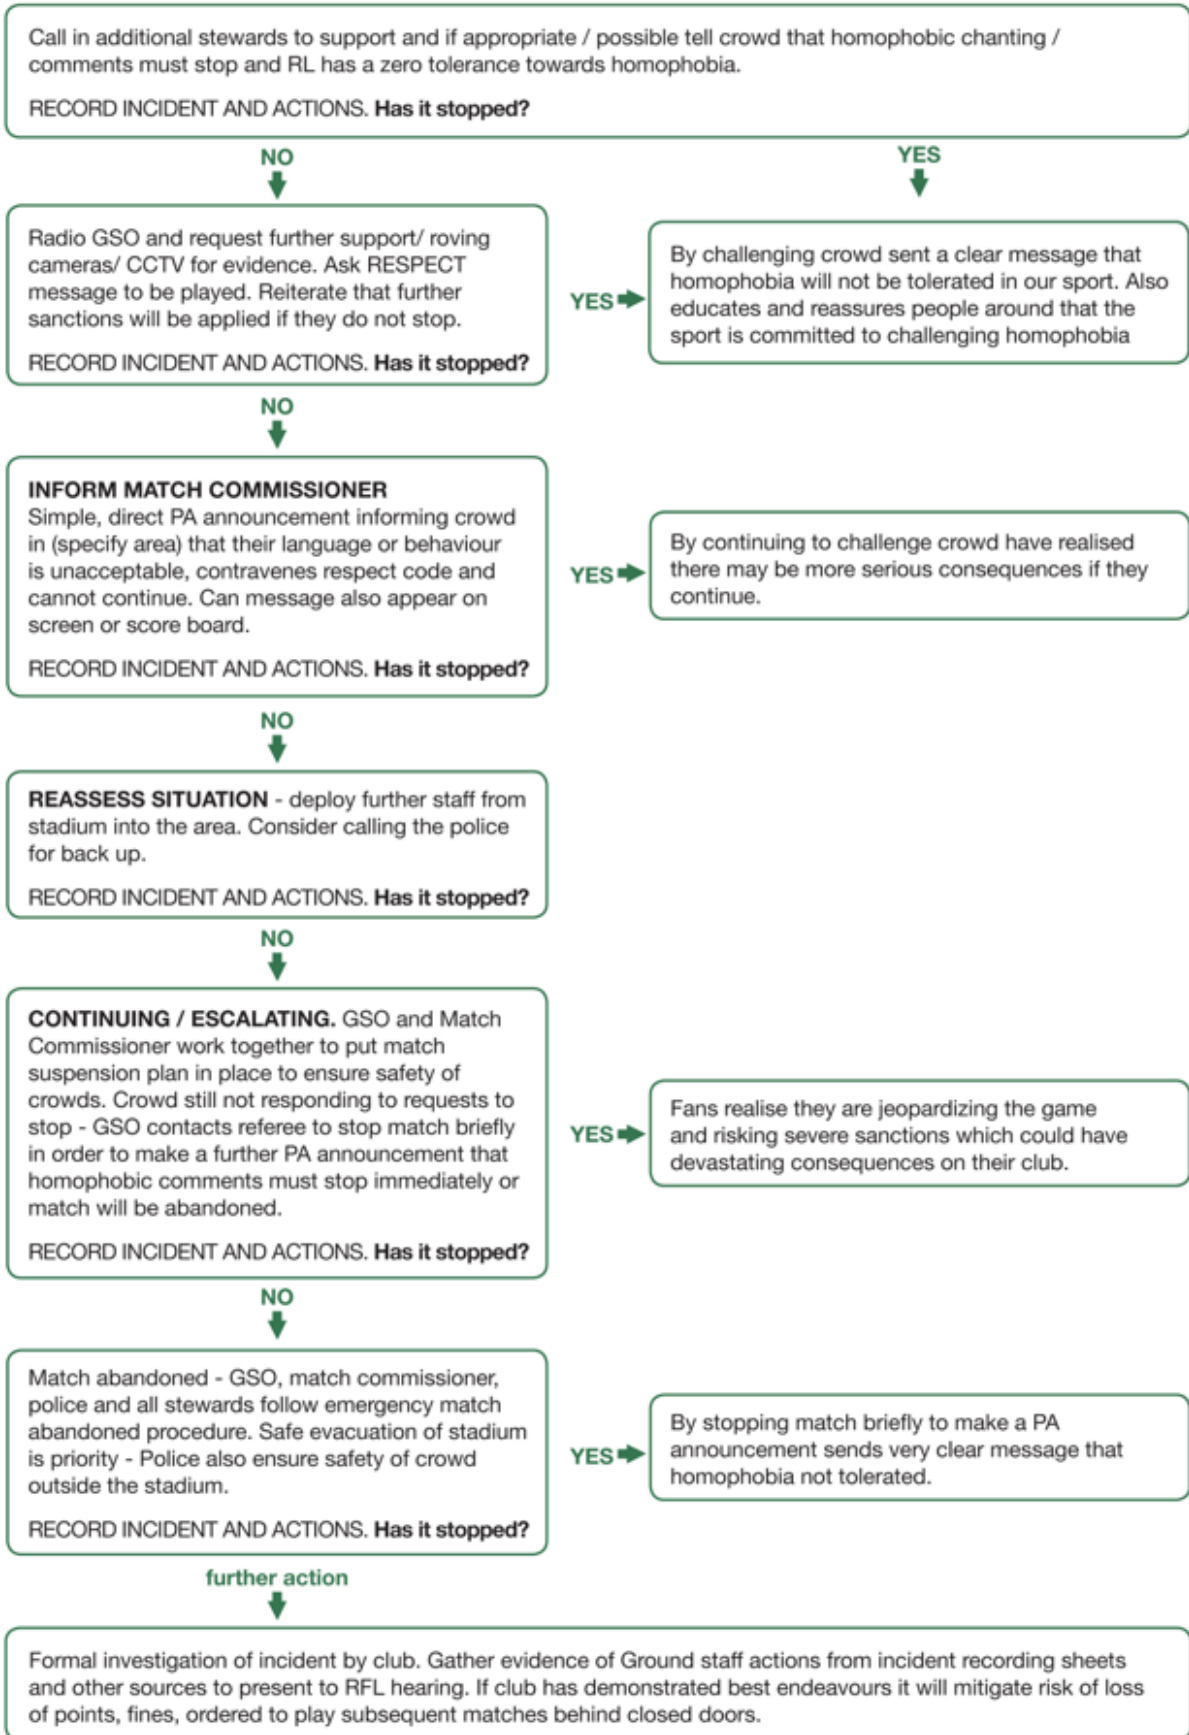 Call in additional stewards to support and if appropriate / possible tell crowd that homophobic chanting /
comments must stop and RL has a zero tolerance towards homophobia.
RECORD INCIDENT AND ACTIONS. Has it stopped?
NO
YES
Radio GSO and request further support/ roving
cameras/ CCTV for evidence. Ask RESPECT
message to be played. Reiterate that further
sanctions will be applied if they do not stop.
RECORD INCIDENT AND ACTIONS. Has it stopped?
YES
By challenging crowd sent a clear message that
homophobia will not be tolerated in our sport. Also
educates and reassures people around that the
sport is committed to challenging homophobia
NO
INFORM MATCH COMMISSIONER
Simple, direct PA announcement informing crowd
in (specify area) that their language or behaviour
is unacceptable, contravenes respect code and
cannot continue. Can message also appear on
screen or score board.
RECORD INCIDENT AND ACTIONS. Has it stopped?
YES
By continuing to challenge crowd have realised
there may be more serious consequences if they
continue.
NO
REASSESS SITUATION - deploy further staff from
stadium into the area. Consider calling the police
for back up.
RECORD INCIDENT AND ACTIONS. Has it stopped?
NO
CONTINUING / ESCALATING. GSO and Match
Commissioner work together to put match
suspension plan in place to ensure safety of
crowds. Crowd still not responding to requests to
stop - GSO contacts referee to stop match briefly
in order to make a further PA announcement that
homophobic comments must stop immediately or
match will be abandoned.
RECORD INCIDENT AND ACTIONS. Has it stopped?
YES
Fans realise they are jeopardizing the game
and risking severe sanctions which could have
devastating consequences on their club.
NO
Match abandoned - GSO, match commissioner,
police and all stewards follow emergency match
abandoned procedure. Safe evacuation of stadium
is priority - Police also ensure safety of crowd
outside the stadium.
RECORD INCIDENT AND ACTIONS. Has it stopped?
YES
By stopping match briefly to make a PA
announcement sends very clear message that
homophobia not tolerated.
further action
Formal investigation of incident by club. Gather evidence of Ground staff actions from incident recording sheets
and other sources to present to RFL hearing. If club has demonstrated best endeavours it will mitigate risk of loss
of points, fines, ordered to play subsequent matches behind closed doors.